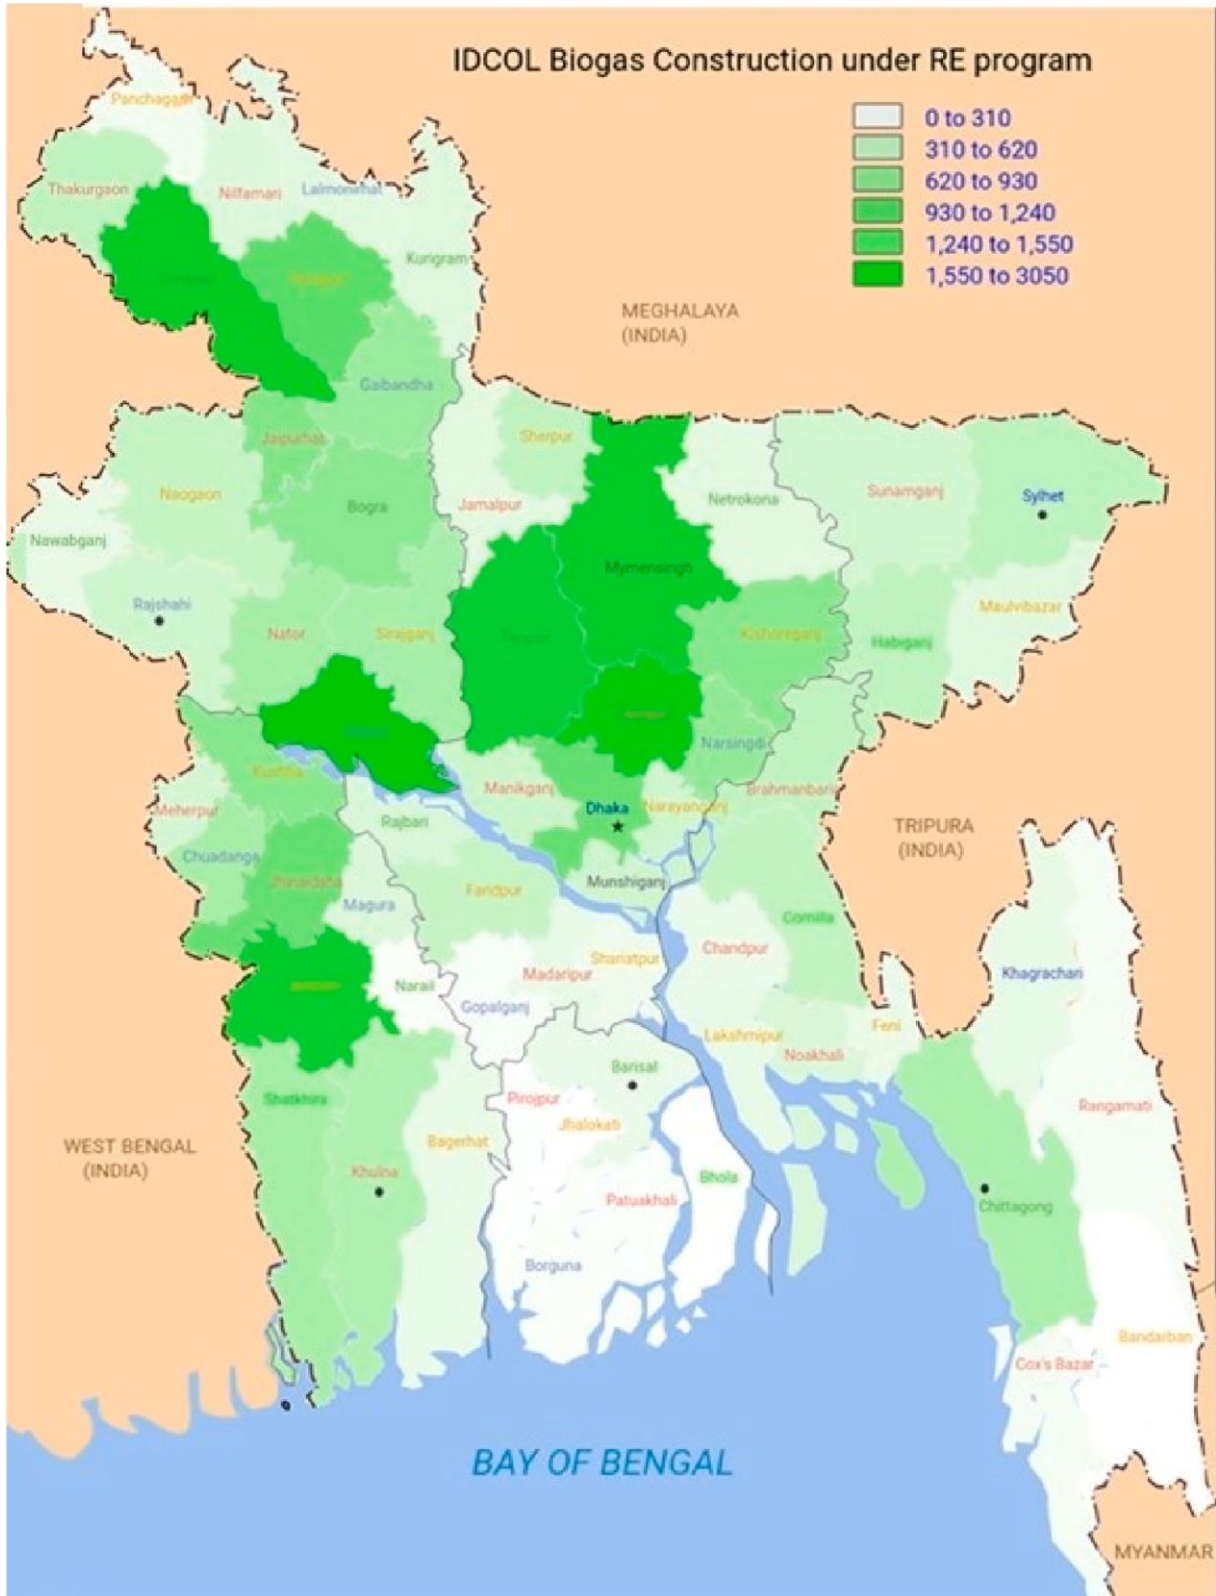 IDCOL Biogas Construction under RE program
0 to 310
310 to 620
620 to 930
930 to 1,240
1,240 to 1,550
1,550 to 3050
Panchagarh
Thakurgaon
Nilfamari
Lalmonirhat
Kurigram
MEGHALAYA
(INDIA)
Gaibandha
Jaipurhat
Sherpur
Naogaon
Bogra
Jamalpur
Netrokona
Sunamganj
Sylhet
Nawabganj
Mymensingh
Rajshahi
Maulvibazar
Nator
Sirajganj
Kishoreganj
Habiganj
Narsingdi
Kushtia
Manikganj
Brahmanbaria
Meherpur
Dhaka
Narayanganj
Rajbari
TRIPURA
(INDIA)
Chuadanga
Jhinaidaha
Faridpur
Munshiganj
Magura
Comilla
Chandpur
Shariatpur
Madaripur
Khagrachari
Narail
Gopalganj
Feni
Lakshmipur
Noakhali
Barisal
Shatkhira
Pirojpur
Jhalokati
Rangamati
WEST BENGAL
(INDIA)
Bagerhat
Khulna
Bhola
Patuakhali
Chittagong
Borguna
Bandarban
Cox's Bazar
BAY OF BENGAL
MYANMAR